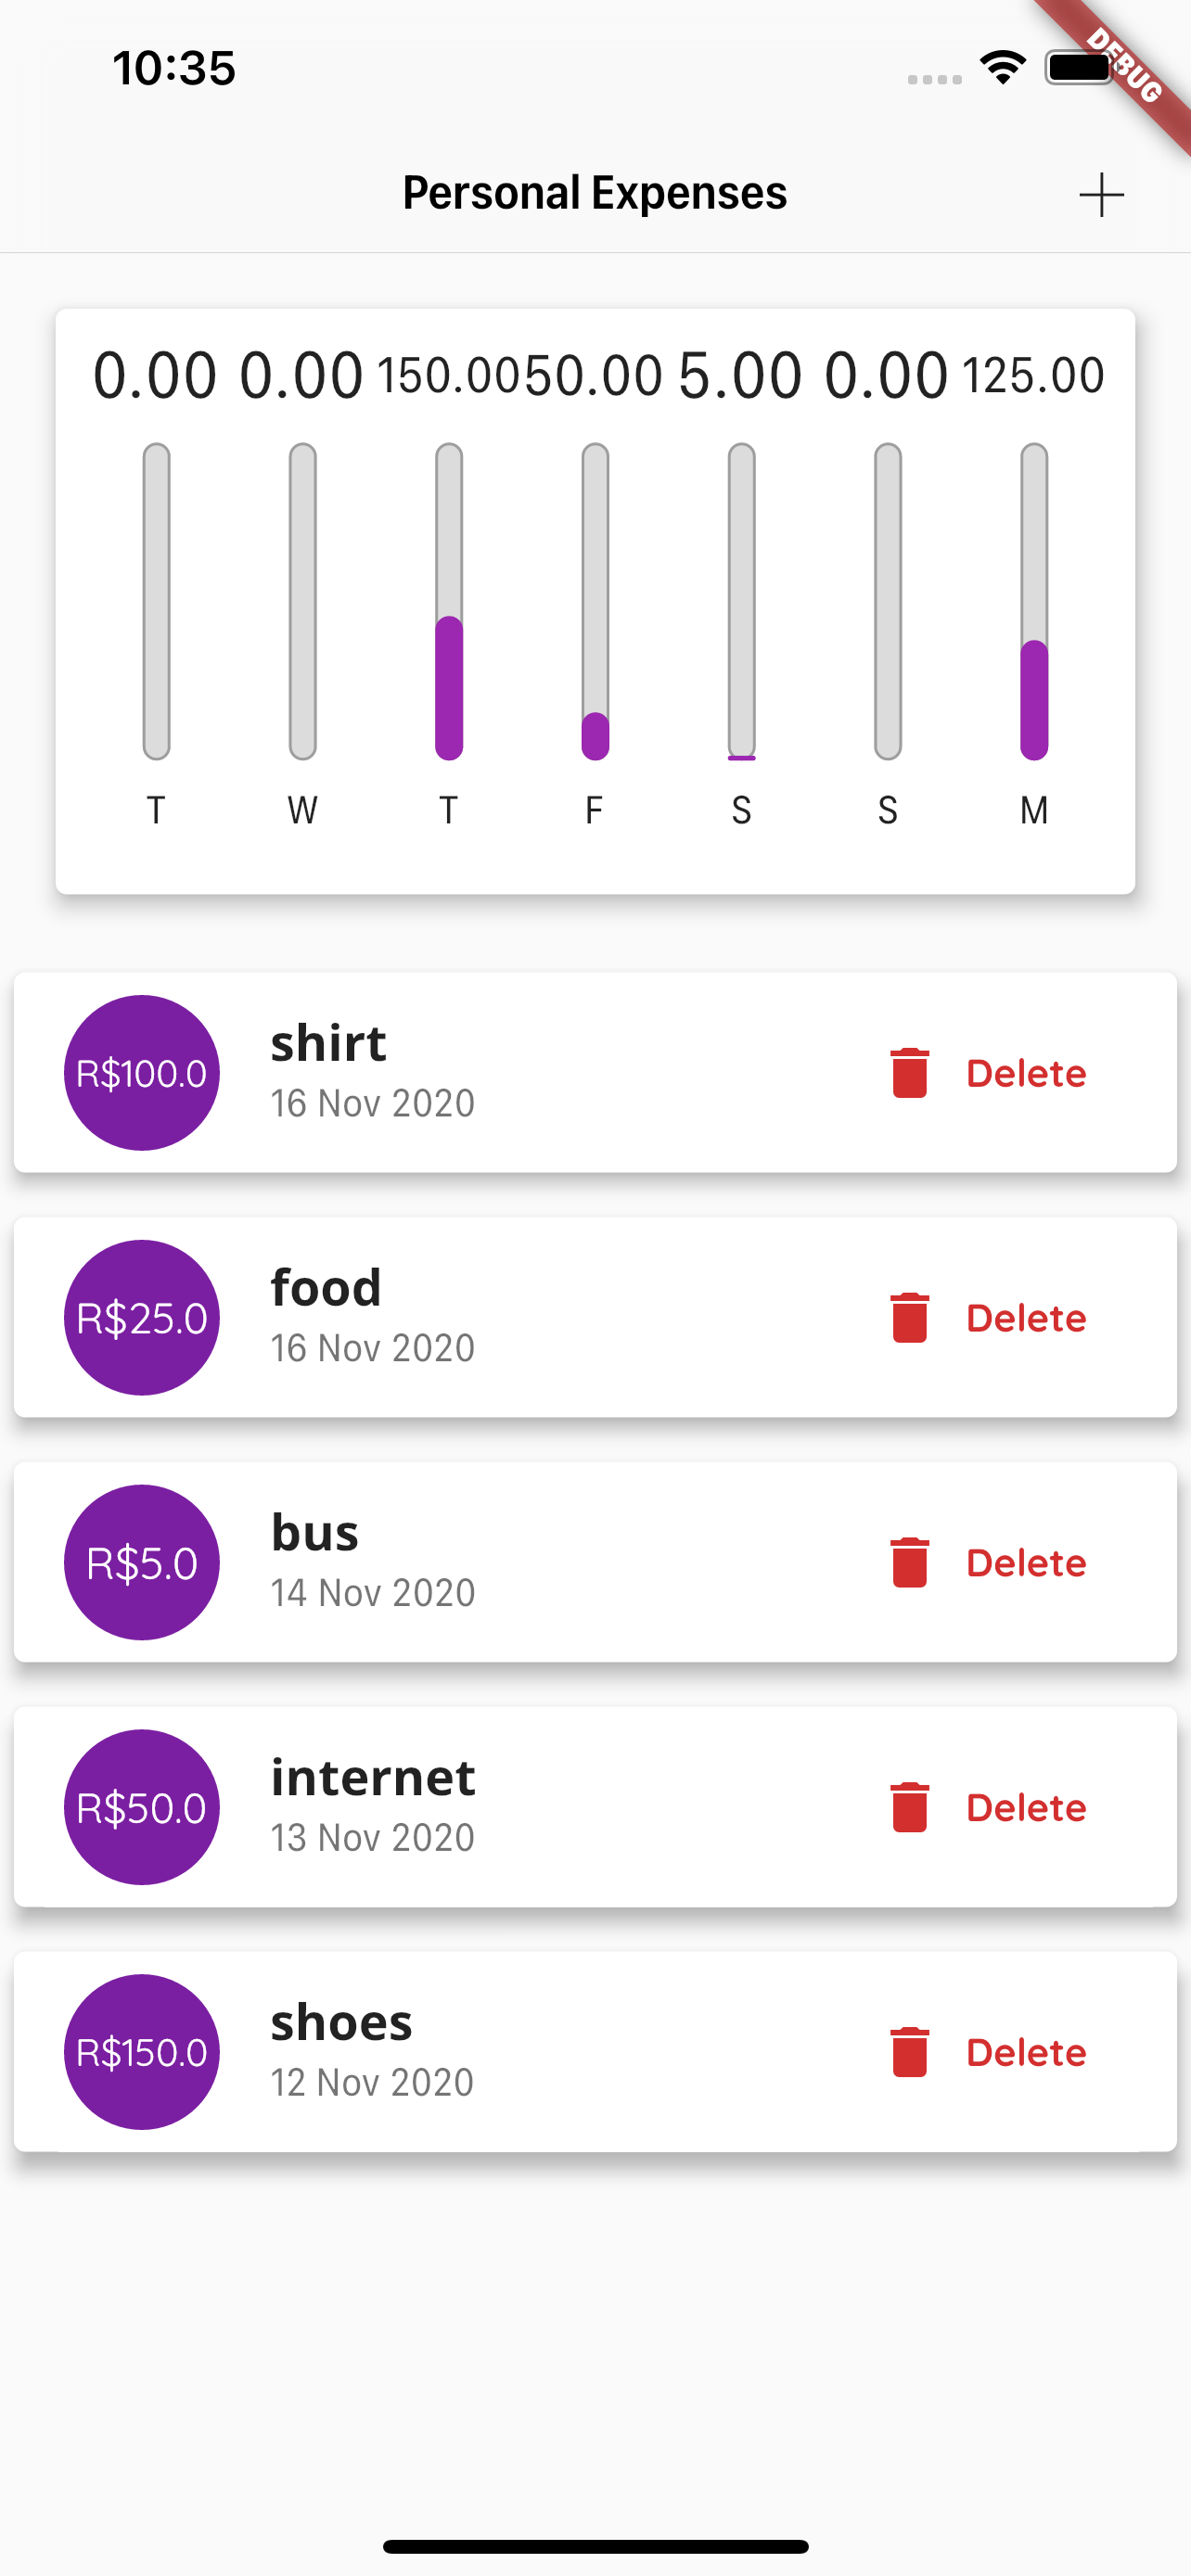 10:35
DEBUG
Personal Expenses
0.00 0.00 150.00 50.00 5.00 0.00 125.00
T W T F S S M
R$100.0 shirt Delete
16 Nov 2020
R$25.0 food Delete
16 Nov 2020
R$5.0 bus Delete
14 Nov 2020
R$50.0 internet Delete
13 Nov 2020
R$150.0 shoes Delete
12 Nov 2020